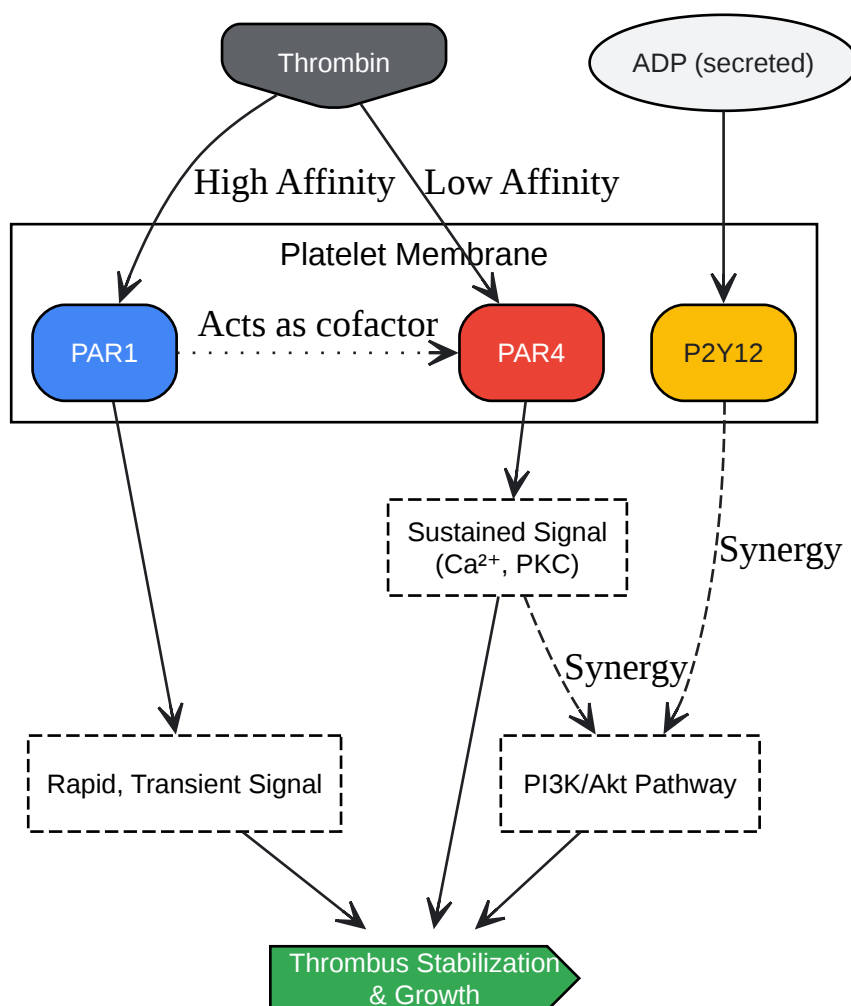 Thrombin
ADP (secreted)
High Affinity
Low Affinity
Platelet Membrane
Acts as cofactor
PAR1
PAR4
P2Y12
Sustained Signal
(Ca²⁺, PKC)
Synergy
Synergy
Rapid, Transient Signal
PI3K/Akt Pathway
Thrombus Stabilization
& Growth